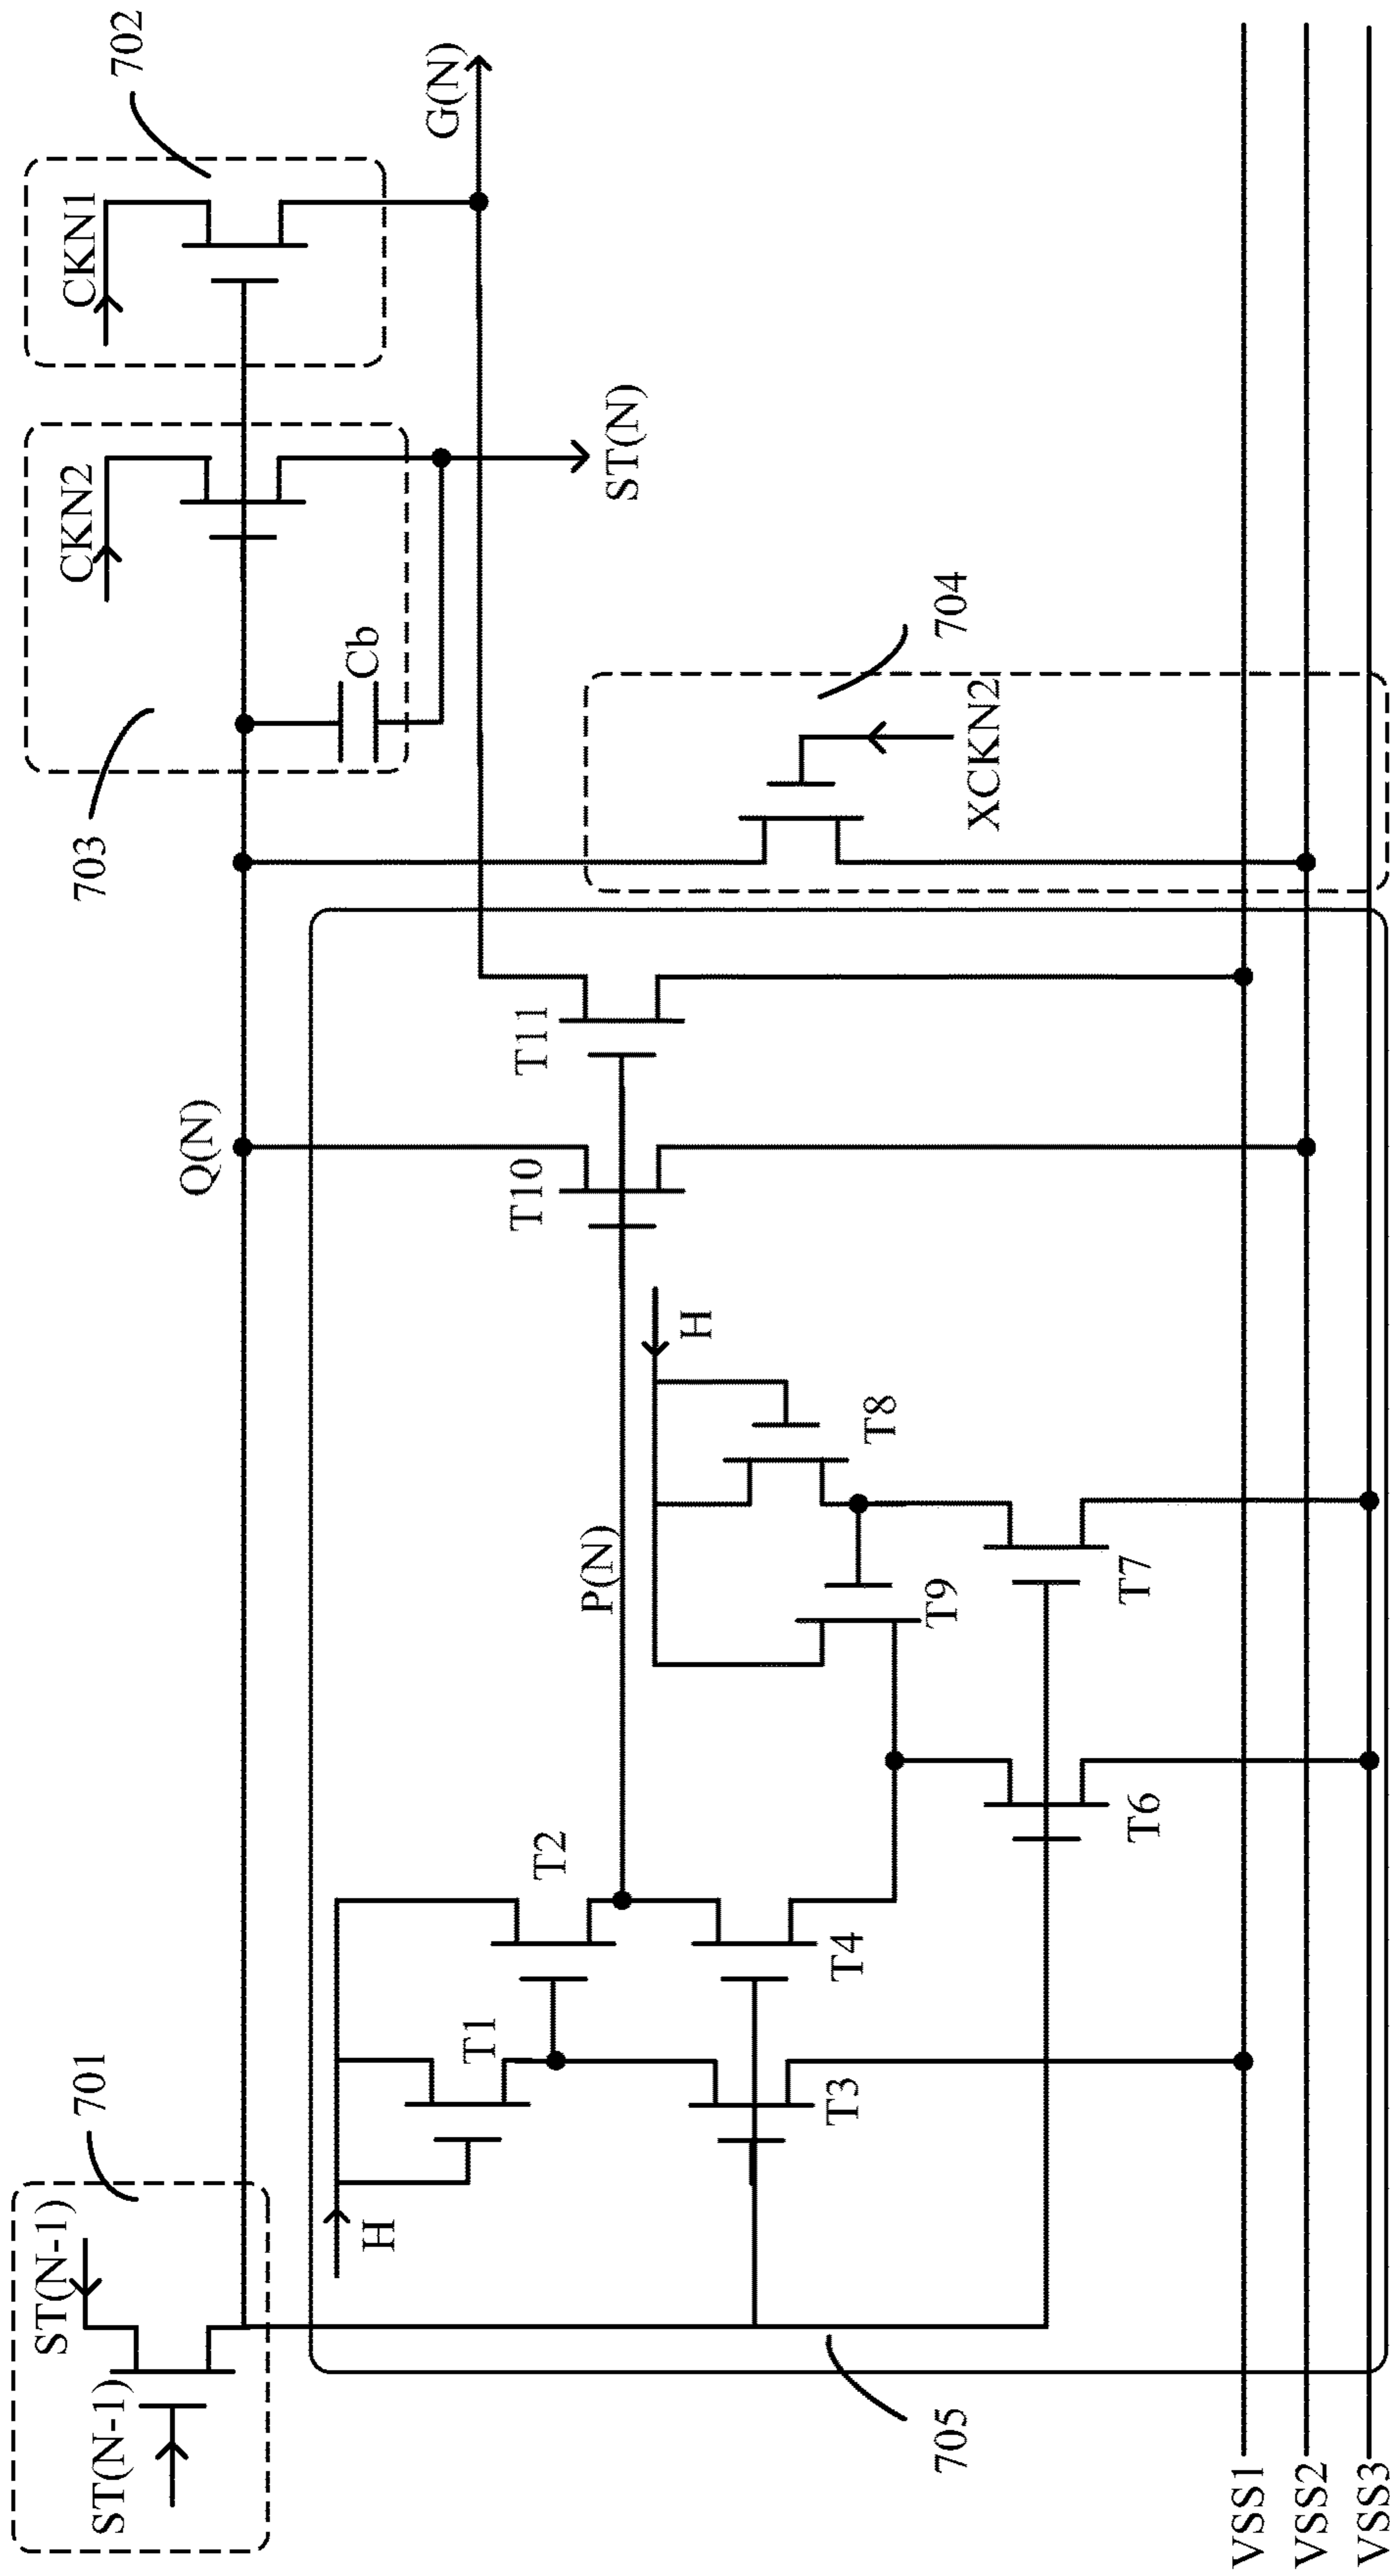 701
ST(N-1)
ST(N-1)
H
T1
T2
T3
T4
P(N)
H
T8
T9
T6
T7
705
Q(N)
T10
T11
703
CKN2
Cb
ST(N)
702
CKN1
G(N)
704
XCKN2
VSS1
VSS2
VSS3